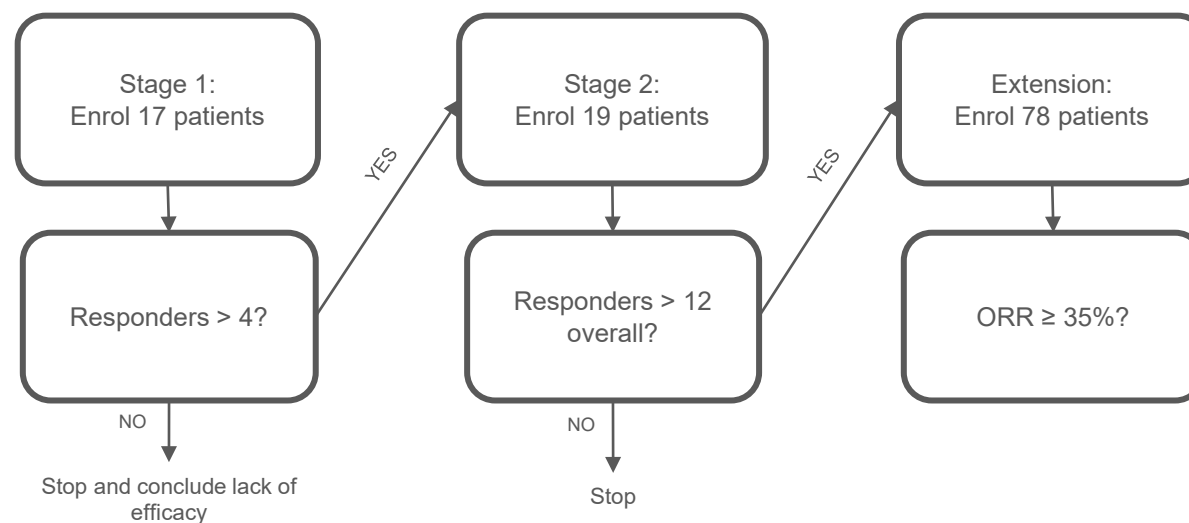 Stage 1:
Enrol 17 patients
Responders > 4?
NO
Stop and conclude lack of
efficacy
YES
Stage 2:
Enrol 19 patients
Responders > 12
overall?
NO
Stop
YES
Extension:
Enrol 78 patients
ORR ≥ 35%?